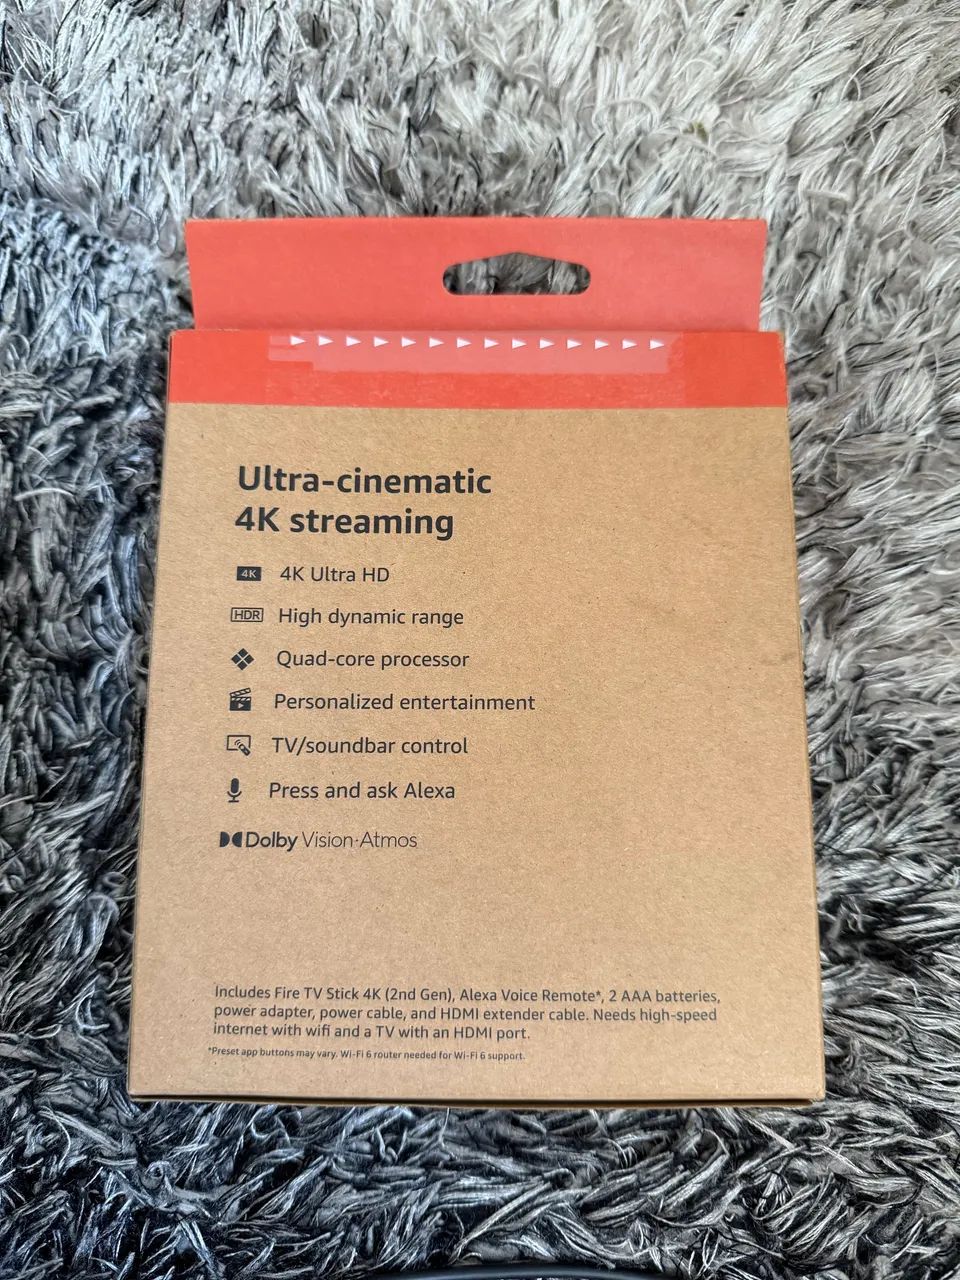 Ultra-cinematic
4K streaming
4K 4K Ultra HD
HDR High dynamic range
Quad-core processor
Personalized entertainment
TV/soundbar control
Press and ask Alexa
Dolby Vision·Atmos
Includes Fire TV Stick 4K (2nd Gen), Alexa Voice Remote*, 2 AAA batteries,
power adapter, power cable, and HDMI extender cable. Needs high-speed
internet with wifi and a TV with an HDMI port.
*Preset app buttons may vary. Wi-Fi 6 router needed for Wi-Fi 6 support.